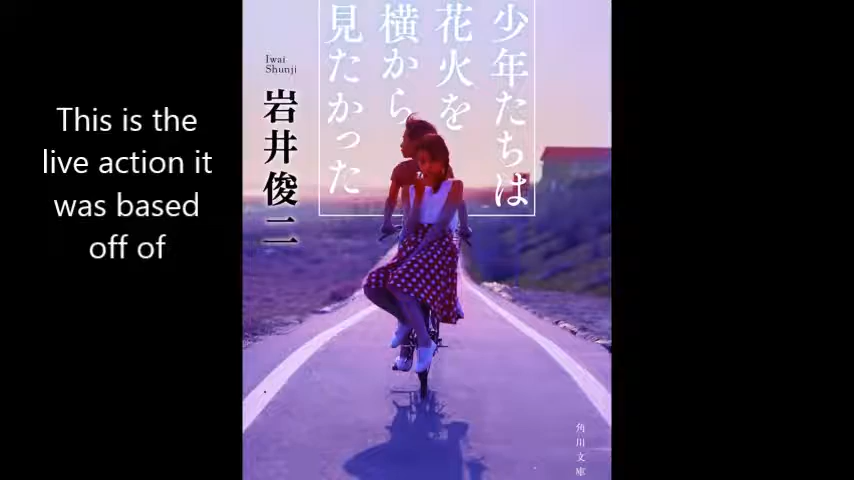 This is the
live action it
was based
off of
少年たちは
花火を
横から
見たかった
Iwai
Shunji
岩井俊二
角川文庫